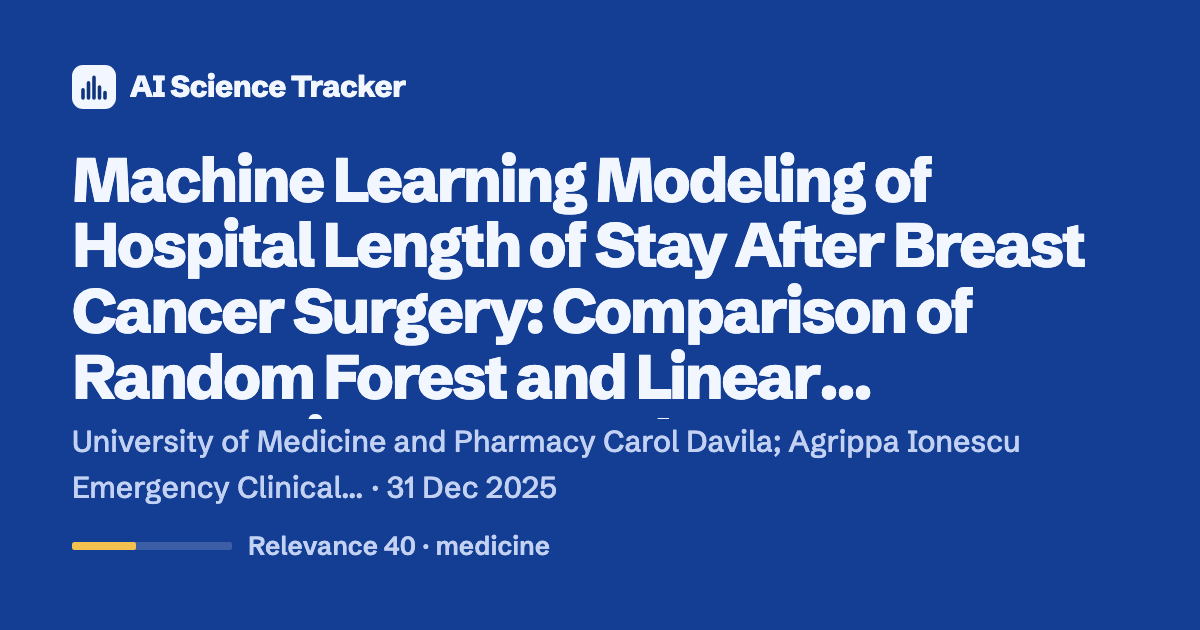 AI Science Tracker
Machine Learning Modeling of
Hospital Length of Stay After Breast
Cancer Surgery: Comparison of
Random Forest and Linear...
University of Medicine and Pharmacy Carol Davila; Agrippa Ionescu
Emergency Clinical... · 31 Dec 2025
Relevance 40 · medicine